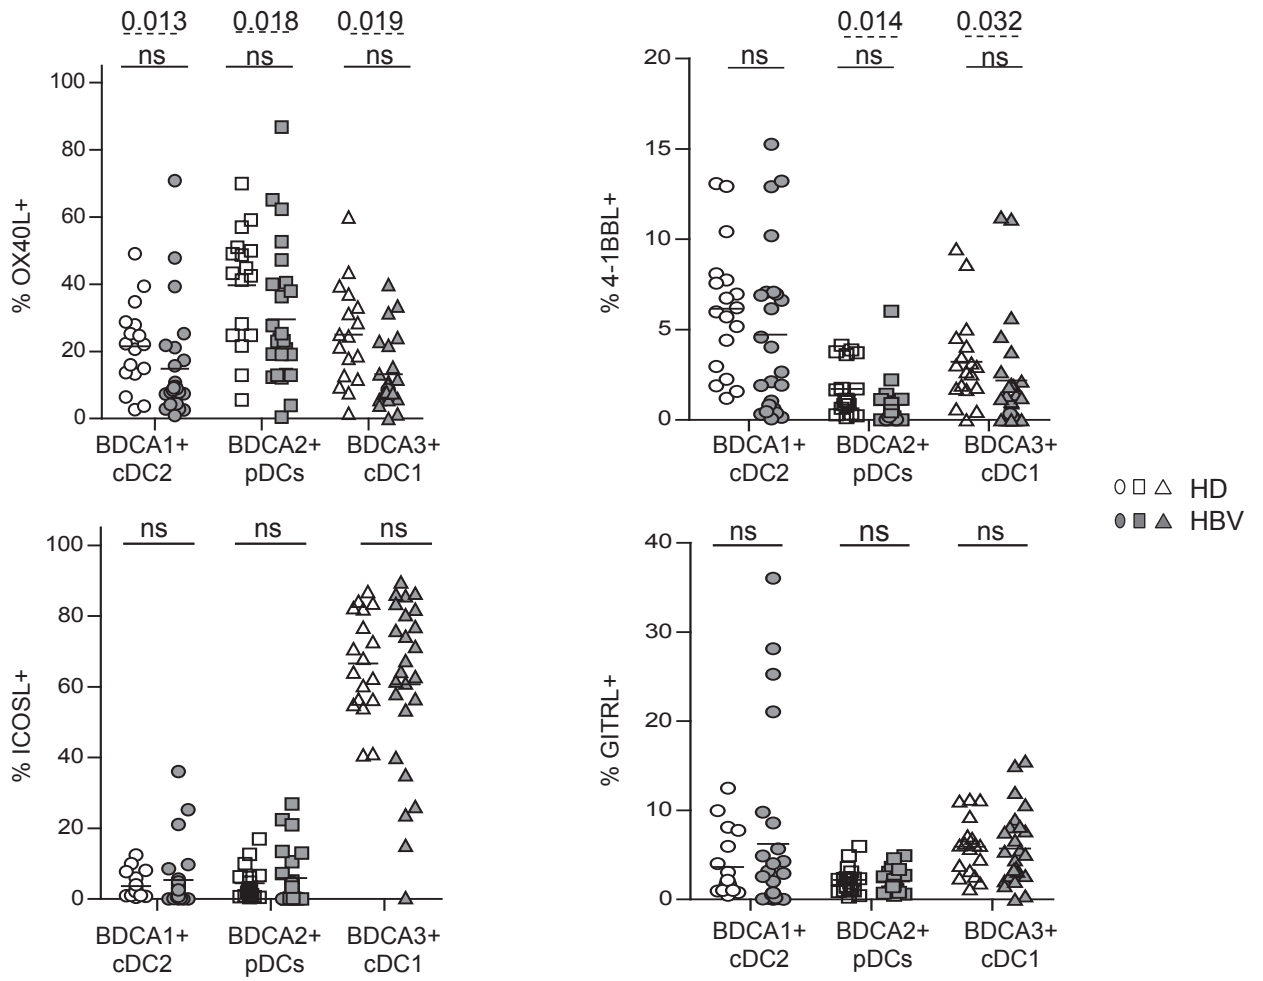 0.013 0.018 0.019
ns ns ns
100
80
60
40
20
0
% OX40L+
BDCA1+ BDCA2+ BDCA3+
cDC2 pDCs cDC1
0.014 0.032
ns ns ns
20
15
10
5
0
% 4-1BBL+
BDCA1+ BDCA2+ BDCA3+
cDC2 pDCs cDC1
HD
HBV
ns ns ns
100
80
60
40
20
0
% ICOSL+
BDCA1+ BDCA2+ BDCA3+
cDC2 pDCs cDC1
ns ns ns
40
30
20
10
0
% GITRL+
BDCA1+ BDCA2+ BDCA3+
cDC2 pDCs cDC1